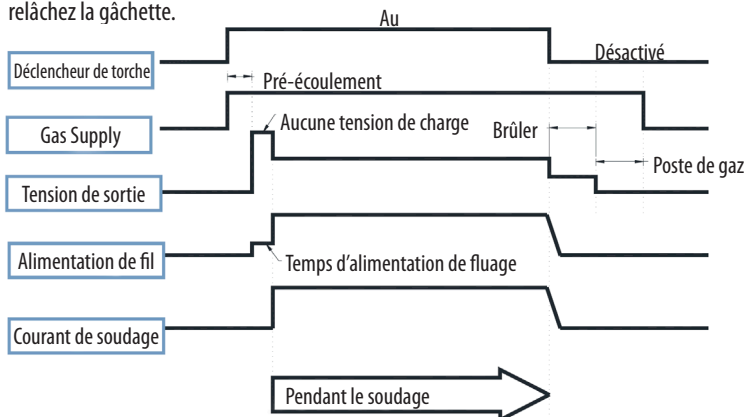 relâchez la gâchette.
Au
Désactivé
Déclencheur de torche
Pré-écoulement
Gas Supply
Aucune tension de charge
Brûler
Poste de gaz
Tension de sortie
Alimentation de fil
Temps d'alimentation de fluage
Courant de soudage
Pendant le soudage